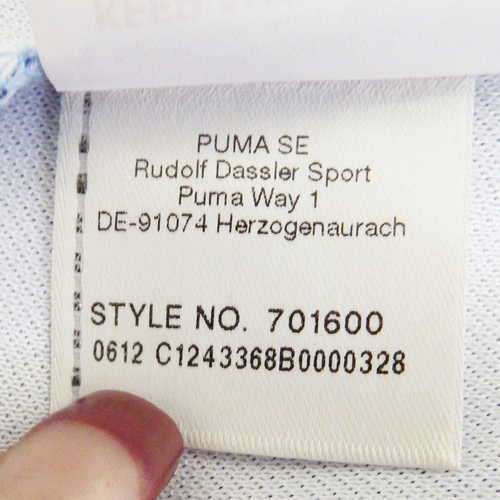 PUMA SE
Rudolf Dassler Sport
Puma Way 1
DE-91074 Herzogenaurach
STYLE NO. 701600
0612 C1243368B0000328